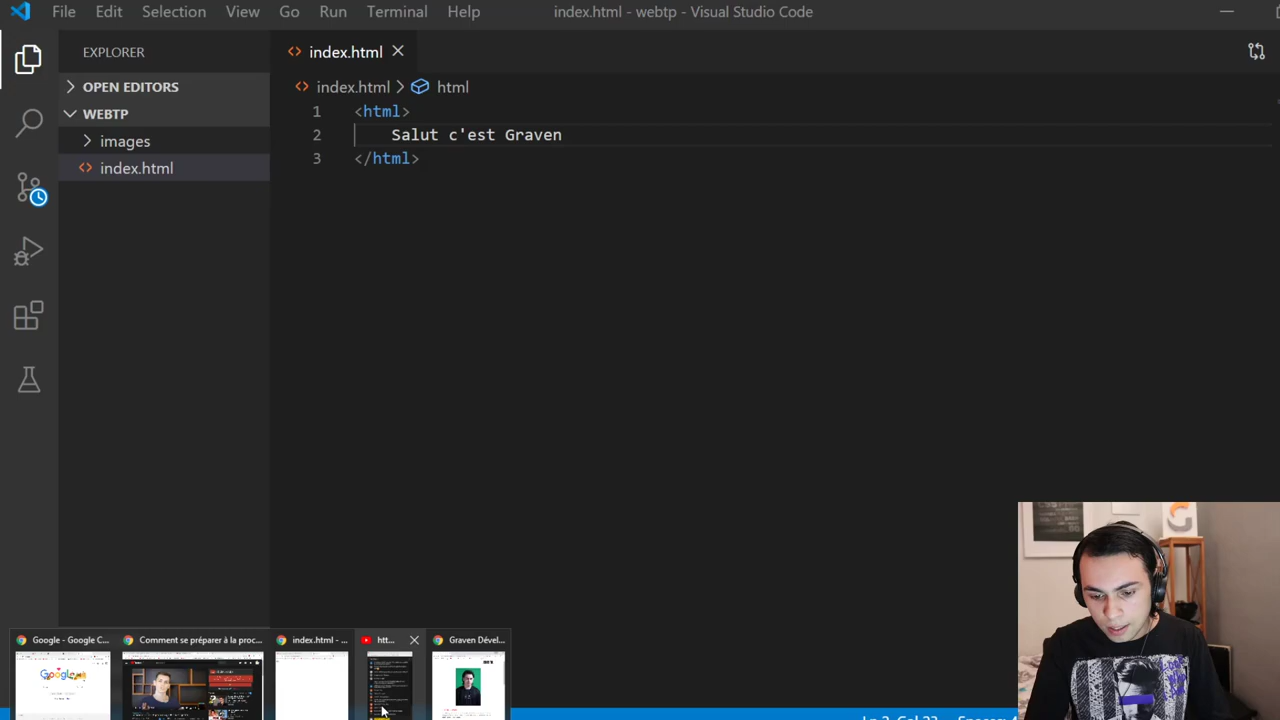 File Edit Selection View Go Run Terminal Help index.html - webtp - Visual Studio Code
EXPLORER
index.html
OPEN EDITORS
index.html > html
WEBTP
images
index.html
1 <html>
2 Salut c'est Graven
3 </html>
Google - Google C...
Comment se préparer à la proc...
index.html - ...
htt...
Graven Dével...
Google